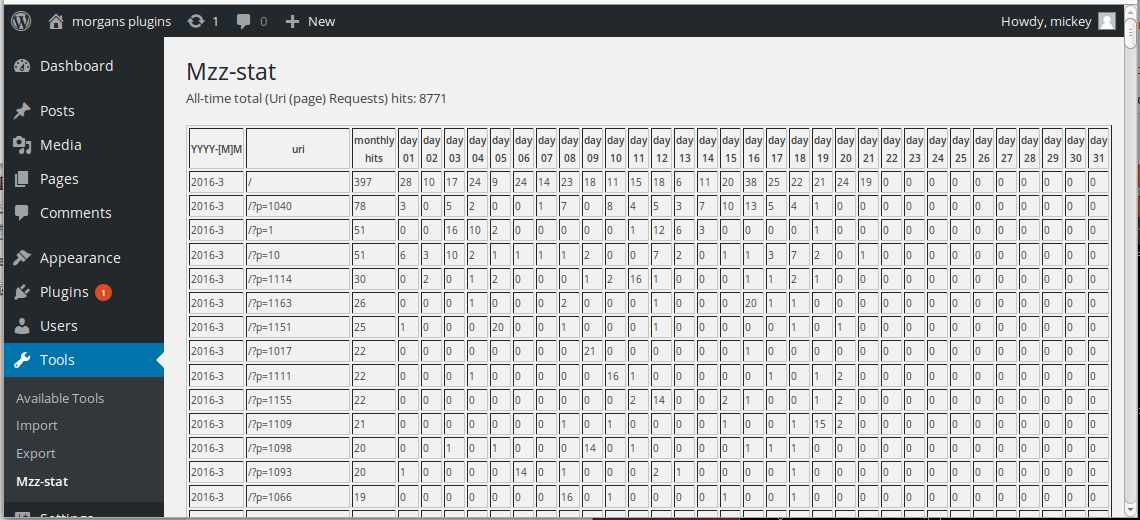 morgans plugins 1 0 + New Howdy, mickey
Dashboard
Posts
Media
Pages
Comments
Appearance
Plugins 1
Users
Tools
Available Tools
Import
Export
Mzz-stat
Settings
Mzz-stat
All-time total (Uri (page) Requests) hits: 8771
YYYY-[M]M uri monthly hits day 01 day 02 day 03 day 04 day 05 day 06 day 07 day 08 day 09 day 10 day 11 day 12 day 13 day 14 day 15 day 16 day 17 day 18 day 19 day 20 day 21 day 22 day 23 day 24 day 25 day 26 day 27 day 28 day 29 day 30 day 31
2016-3 / 397 28 10 17 24 9 24 14 23 18 11 15 18 6 11 20 38 25 22 21 24 19 0 0 0 0 0 0 0 0 0 0
2016-3 /?p=1040 78 3 0 5 2 0 0 1 7 0 8 4 5 3 7 10 13 5 4 1 0 0 0 0 0 0 0 0 0 0 0 0
2016-3 /?p=1 51 0 0 16 10 2 0 0 0 0 0 1 12 6 3 0 0 0 0 1 0 0 0 0 0 0 0 0 0 0 0 0
2016-3 /?p=10 51 6 3 10 2 1 1 1 1 2 0 0 7 2 0 1 1 3 7 2 0 1 0 0 0 0 0 0 0 0 0 0
2016-3 /?p=1114 30 0 2 0 1 2 0 0 0 1 2 16 1 0 0 0 1 1 2 1 0 0 0 0 0 0 0 0 0 0 0 0
2016-3 /?p=1163 26 0 0 0 1 0 0 0 2 0 0 0 1 0 0 0 20 1 1 0 0 0 0 0 0 0 0 0 0 0 0 0
2016-3 /?p=1151 25 1 0 0 0 20 0 0 1 0 0 0 1 0 0 0 0 0 1 0 1 0 0 0 0 0 0 0 0 0 0 0
2016-3 /?p=1017 22 0 0 0 0 0 0 0 0 21 0 0 0 0 0 0 1 0 0 0 0 0 0 0 0 0 0 0 0 0 0 0
2016-3 /?p=1111 22 0 0 0 1 0 0 0 0 0 16 1 0 0 0 0 0 1 0 1 2 0 0 0 0 0 0 0 0 0 0 0
2016-3 /?p=1155 22 0 0 0 0 0 0 0 0 0 0 2 14 0 0 2 1 0 0 1 2 0 0 0 0 0 0 0 0 0 0 0
2016-3 /?p=1109 21 0 0 0 0 0 0 0 1 0 1 0 0 0 0 1 0 0 1 15 2 0 0 0 0 0 0 0 0 0 0 0
2016-3 /?p=1098 20 0 0 1 0 1 0 0 0 14 0 1 0 0 0 0 1 1 1 0 0 0 0 0 0 0 0 0 0 0 0 0
2016-3 /?p=1093 20 1 0 0 0 0 14 0 1 0 0 0 2 1 0 0 0 0 1 0 0 0 0 0 0 0 0 0 0 0 0 0
2016-3 /?p=1066 19 0 0 0 0 0 0 0 16 0 1 0 0 0 0 1 0 0 1 0 0 0 0 0 0 0 0 0 0 0 0 0